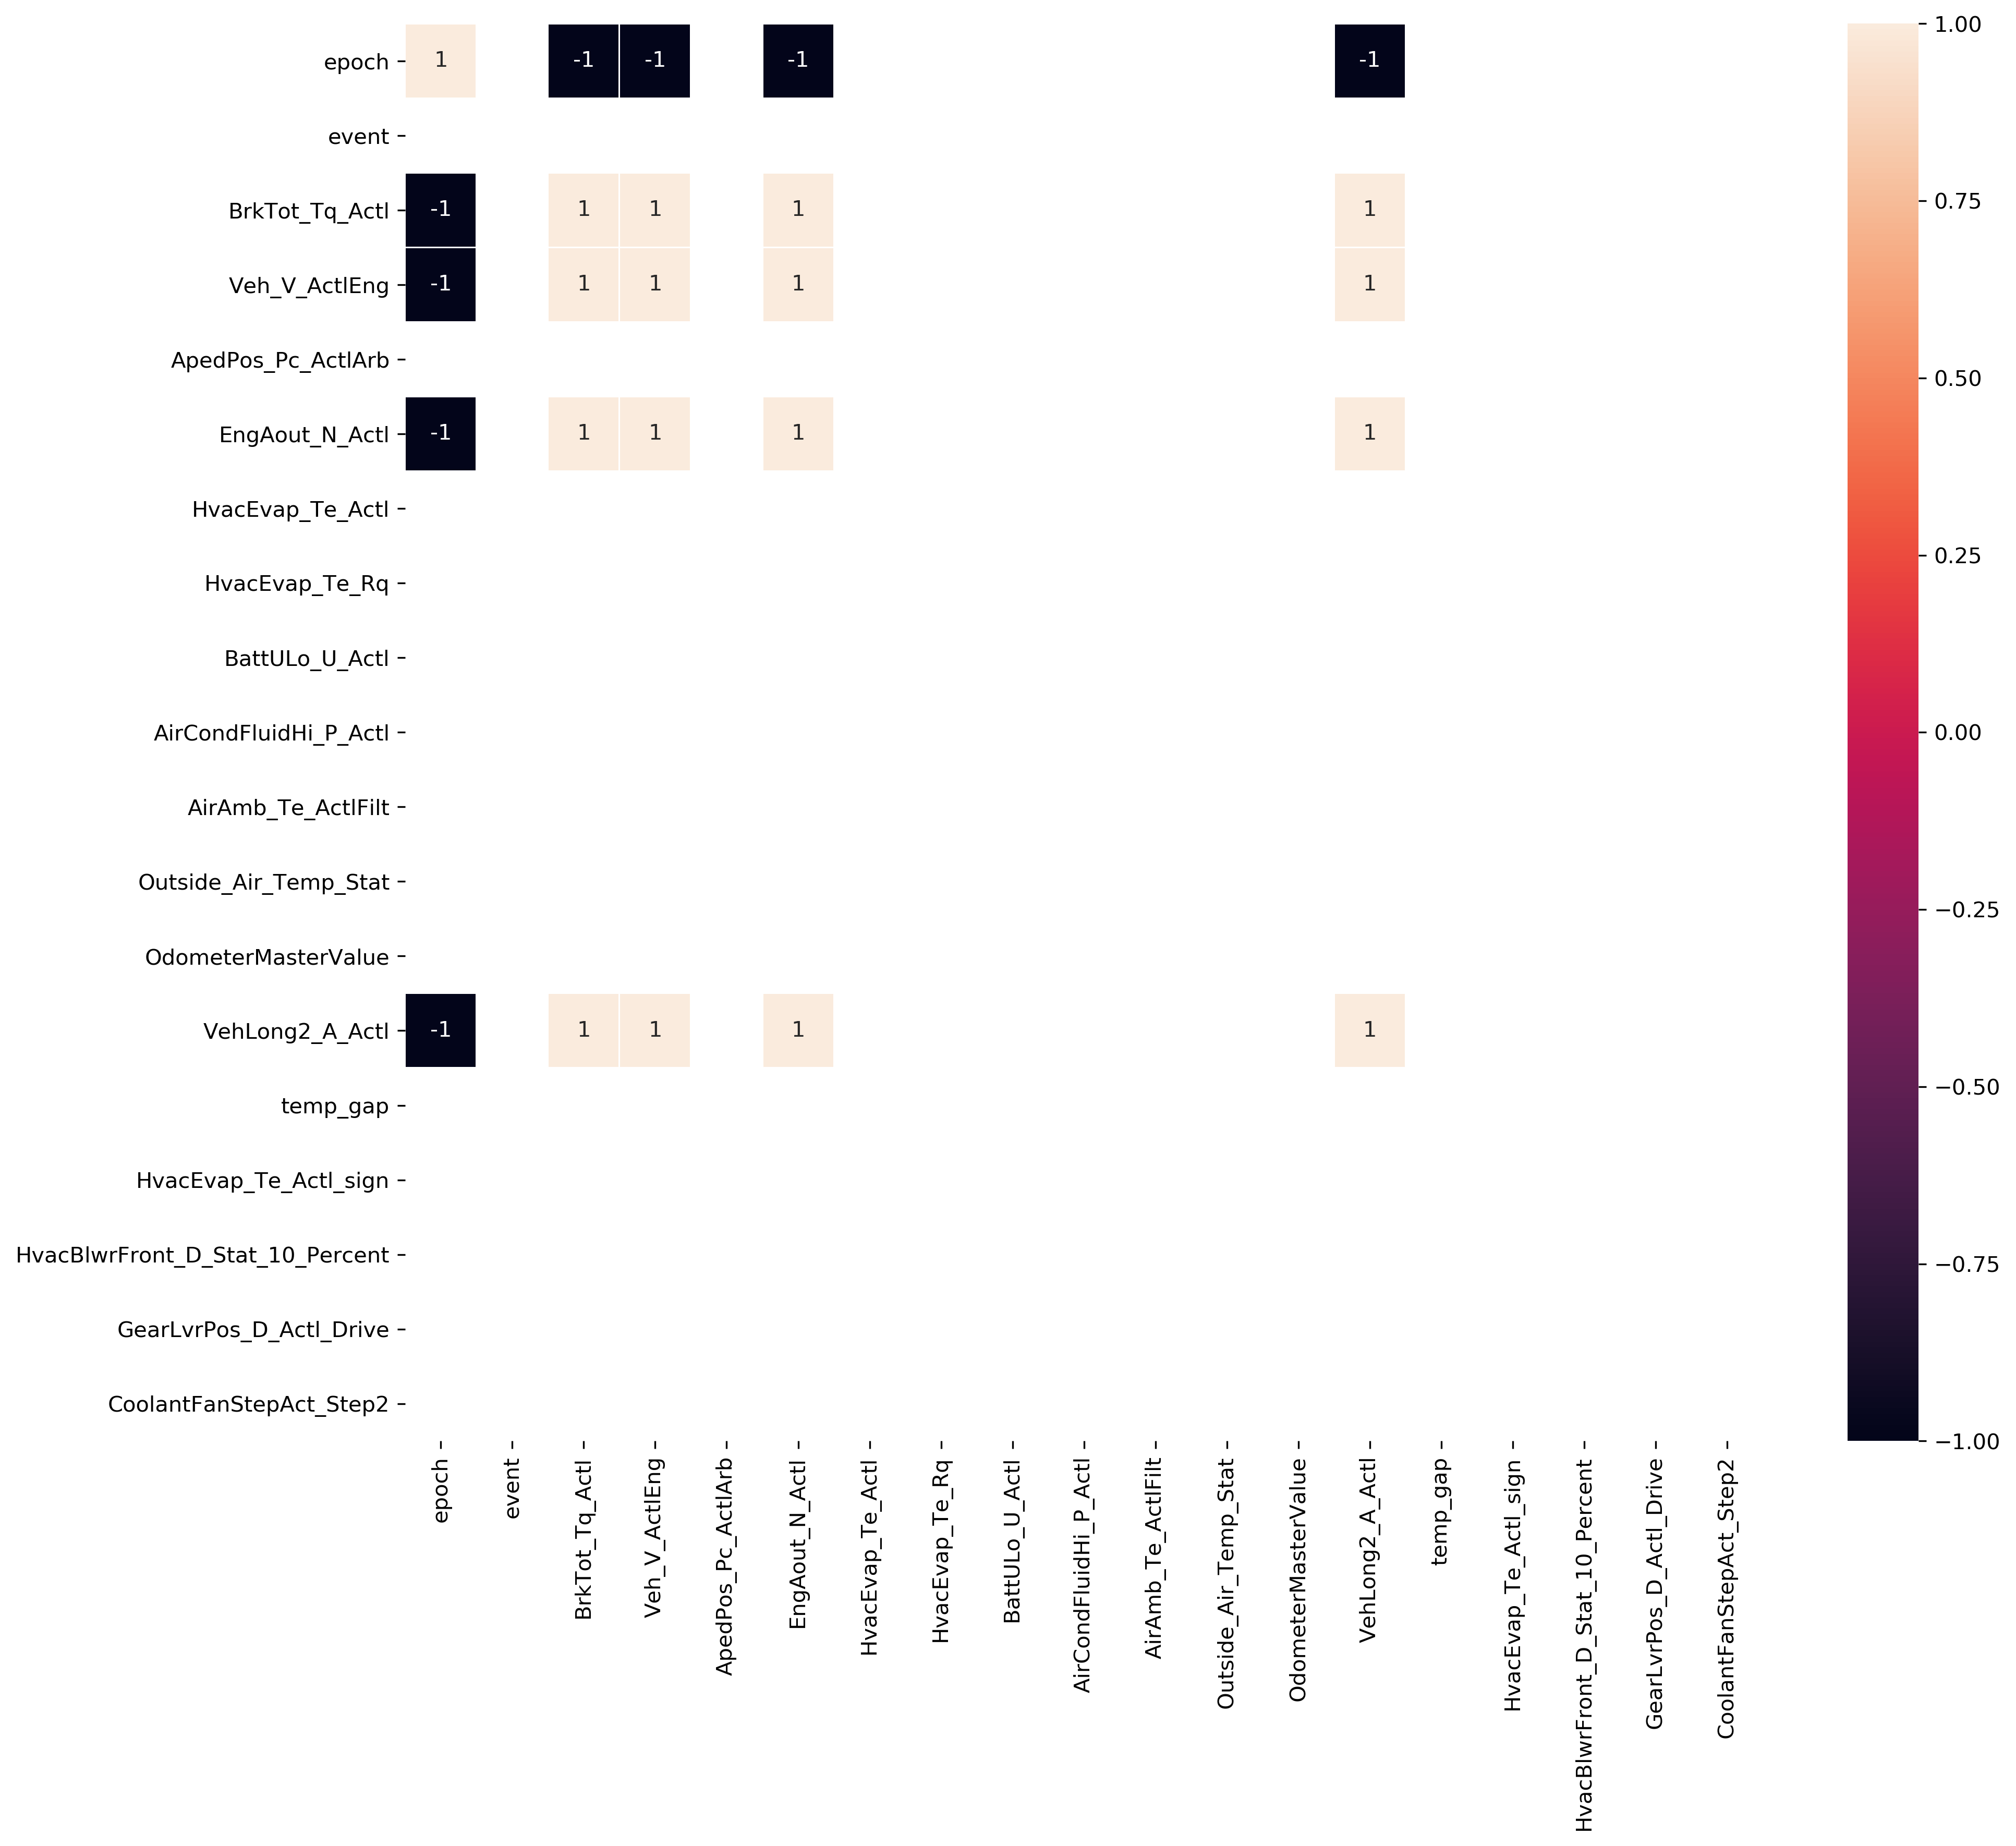 epoch 1 -1 -1 -1 -1
event
BrkTot_Tq_Actl -1 1 1 1 1
Veh_V_ActlEng -1 1 1 1 1
ApedPos_Pc_ActlArb
EngAout_N_Actl -1 1 1 1 1
HvacEvap_Te_Actl
HvacEvap_Te_Rq
BattULo_U_Actl
AirCondFluidHi_P_Actl
AirAmb_Te_ActlFilt
Outside_Air_Temp_Stat
OdometerMasterValue
VehLong2_A_Actl -1 1 1 1 1
temp_gap
HvacEvap_Te_Actl_sign
HvacBlwrFront_D_Stat_10_Percent
GearLvrPos_D_Actl_Drive
CoolantFanStepAct_Step2
epoch
event
BrkTot_Tq_Actl
Veh_V_ActlEng
ApedPos_Pc_ActlArb
EngAout_N_Actl
HvacEvap_Te_Actl
HvacEvap_Te_Rq
BattULo_U_Actl
AirCondFluidHi_P_Actl
AirAmb_Te_ActlFilt
Outside_Air_Temp_Stat
OdometerMasterValue
VehLong2_A_Actl
temp_gap
HvacEvap_Te_Actl_sign
HvacBlwrFront_D_Stat_10_Percent
GearLvrPos_D_Actl_Drive
CoolantFanStepAct_Step2
1.00
0.75
0.50
0.25
0.00
−0.25
−0.50
−0.75
−1.00